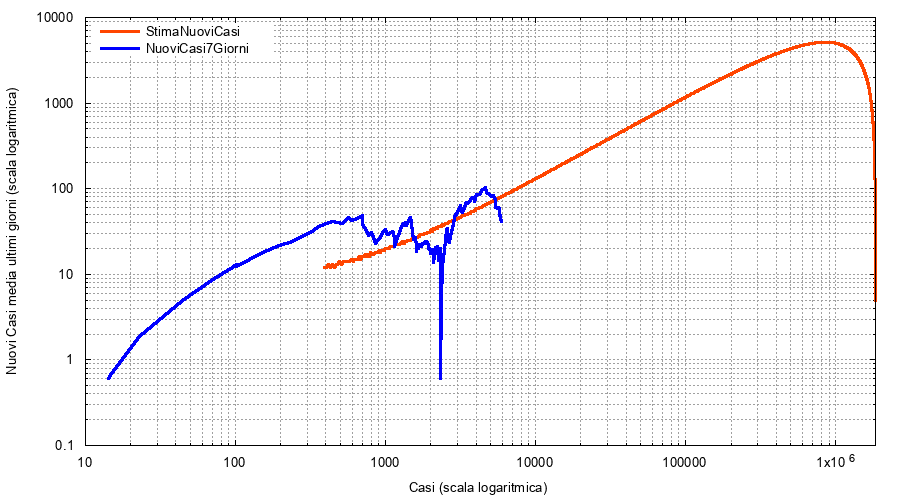 10000
1000
100
10
1
0.1
StimaNuoviCasi
NuoviCasi7Giorni
Nuovi Casi media ultimi giorni (scala logaritmica)
10 100 1000 10000 100000 1x10 6
Casi (scala logaritmica)